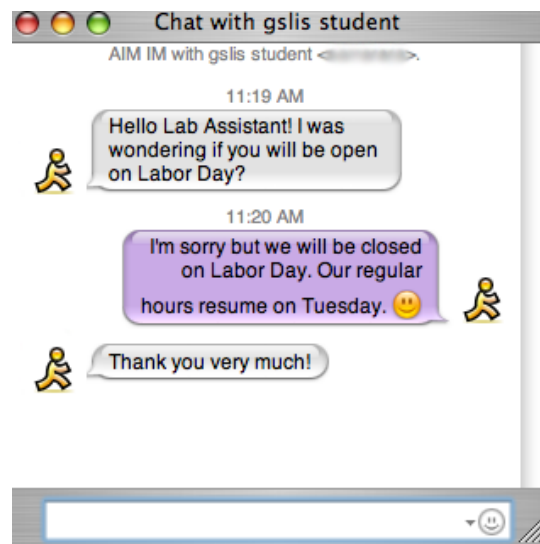 Chat with gslis student
AIM IM with gslis student < >.
11:19 AM
Hello Lab Assistant! I was
wondering if you will be open
on Labor Day?
11:20 AM
I'm sorry but we will be closed
on Labor Day. Our regular
hours resume on Tuesday.
Thank you very much!